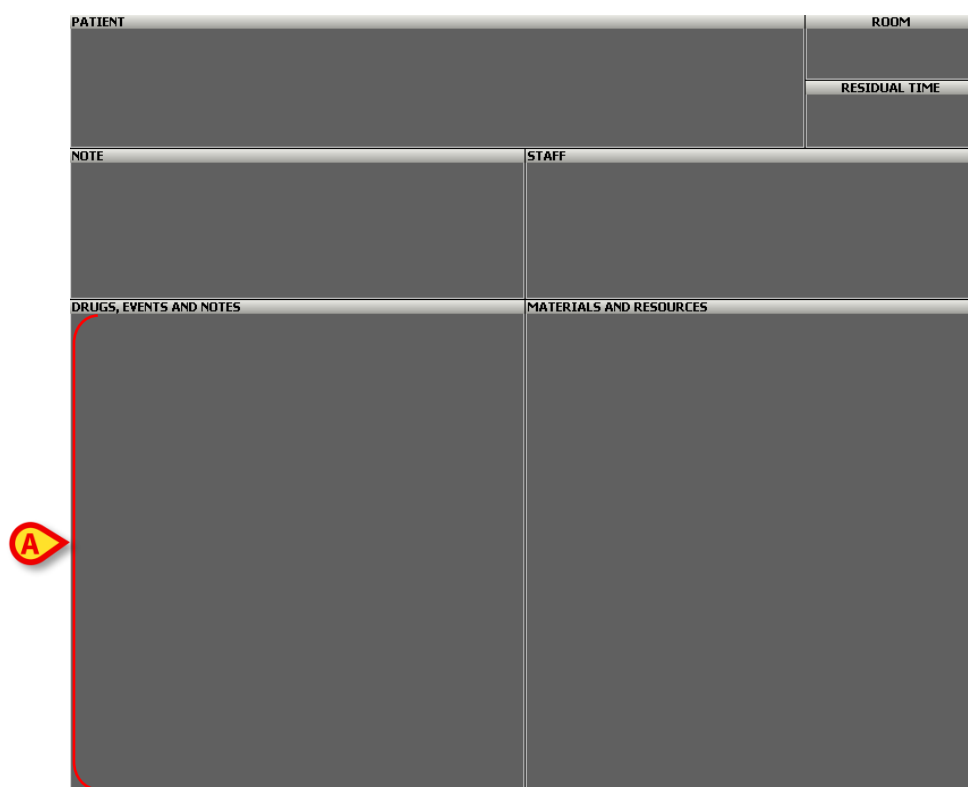 PATIENT
ROOM
RESIDUAL TIME
NOTE
STAFF
DRUGS, EVENTS AND NOTES
MATERIALS AND RESOURCES
A